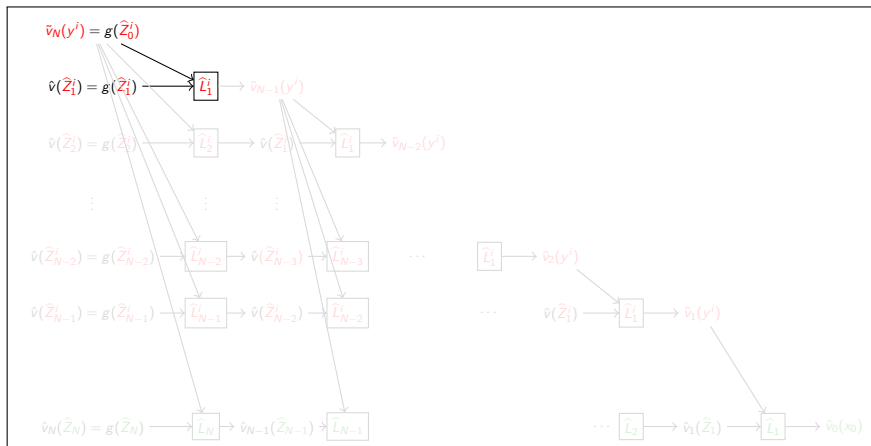 ṽ_N(y^i) = g(Ẑ_0^i)
v̂(Ẑ_1^i) = g(Ẑ_1^i) L̂_1^i ṽ_{N−1}(y^i)
v̂(Ẑ_2^i) = g(Ẑ_2^i) L̂_2^i v̂(Ẑ_1^i) L̂_1^i ṽ_{N−2}(y^i)
⋮ ⋮ ⋮
v̂(Ẑ_{N−2}^i) = g(Ẑ_{N−2}^i) L̂_{N−2}^i v̂(Ẑ_{N−3}^i) L̂_{N−3}^i ⋯ L̂_1^i ṽ_2(y^i)
v̂(Ẑ_{N−1}^i) = g(Ẑ_{N−1}^i) L̂_{N−1}^i v̂(Ẑ_{N−2}^i) L̂_{N−2}^i ⋯ v̂(Ẑ_1^i) L̂_1^i ṽ_1(y^i)
v̂_N(Ẑ_N) = g(Ẑ_N) L̂_N v̂_{N−1}(Ẑ_{N−1}) L̂_{N−1} ⋯ L̂_2 v̂_1(Ẑ_1) L̂_1 v̂_0(x_0)